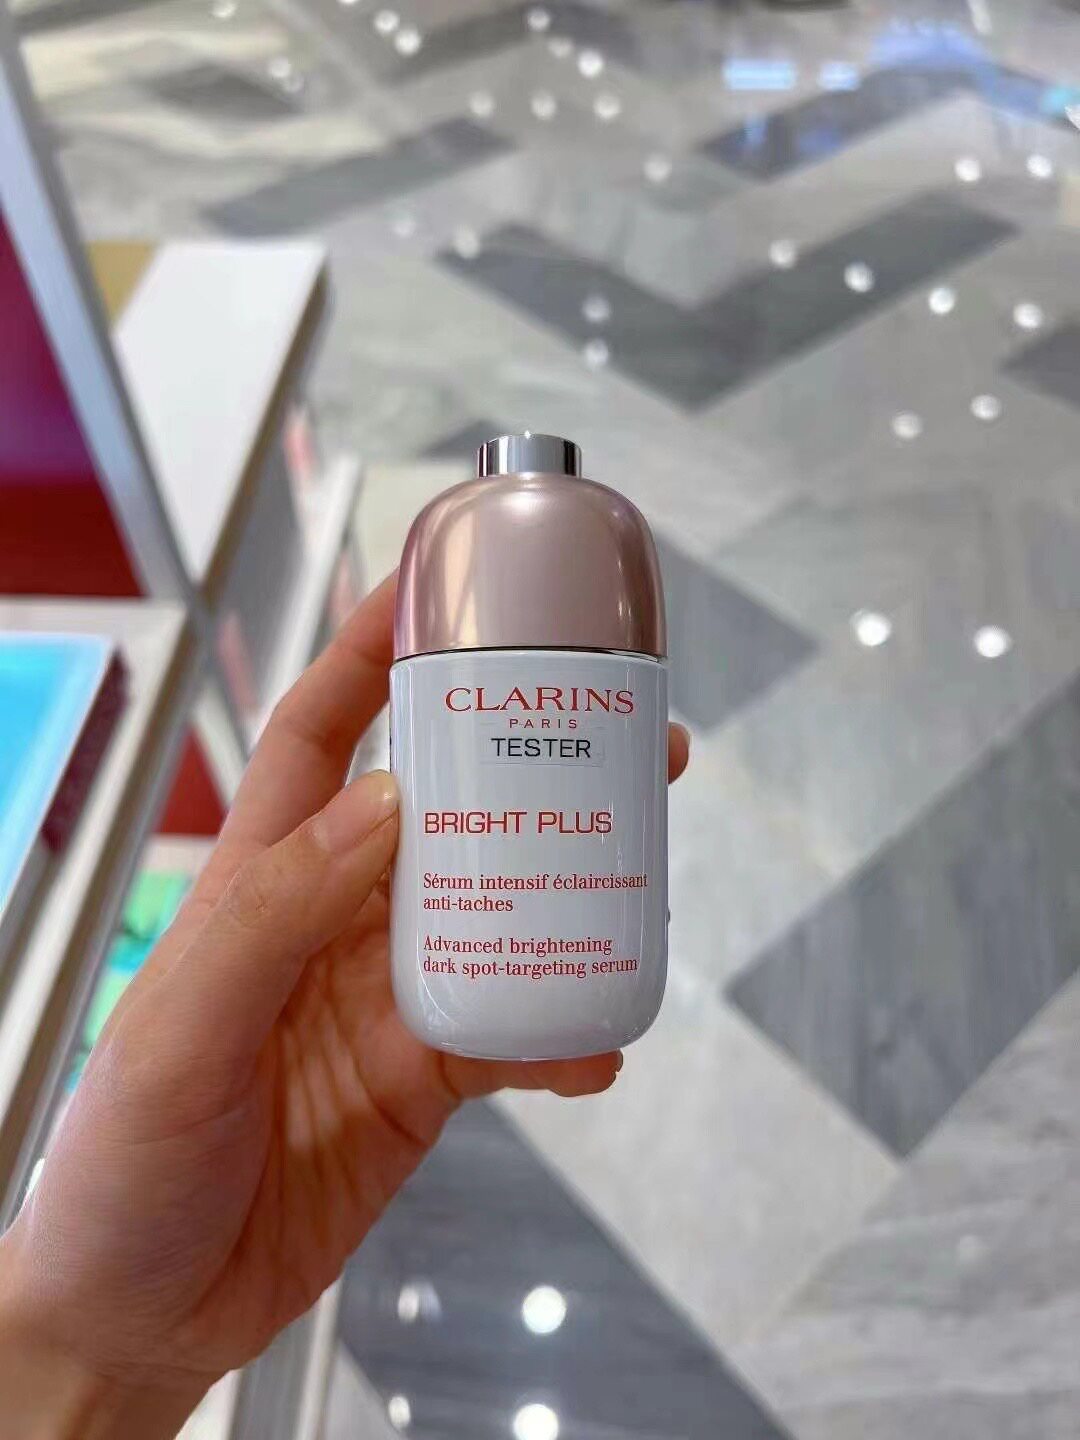 CLARINS
PARIS
TESTER
BRIGHT PLUS
Sérum intensif éclaircissant
anti-taches
Advanced brightening
dark spot-targeting serum